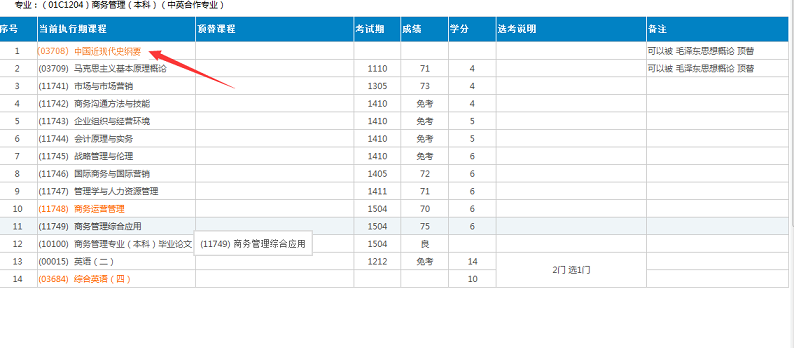 专业：（01C1204）商务管理（本科）（中英合作专业）
序号 当前执行期课程 顶替课程 考试期 成绩 学分 选考说明 备注
1 (03708) 中国近现代史纲要 可以被 毛泽东思想概论 顶替
2 (03709) 马克思主义基本原理概论 1110 71 4 可以被 毛泽东思想概论 顶替
3 (11741) 市场与市场营销 1305 73 4
4 (11742) 商务沟通方法与技能 1410 免考 4
5 (11743) 企业组织与经营环境 1410 免考 5
6 (11744) 会计原理与实务 1410 免考 5
7 (11745) 战略管理与伦理 1410 免考 6
8 (11746) 国际商务与国际营销 1405 72 6
9 (11747) 管理学与人力资源管理 1411 71 6
10 (11748) 商务运营管理 1504 70 6
11 (11749) 商务管理综合应用 1504 75 6
12 (10100) 商务管理专业（本科）毕业论文 1504 良
(11749) 商务管理综合应用
13 (00015) 英语（二） 1212 免考 14
2门 选1门
14 (03684) 综合英语（四） 10